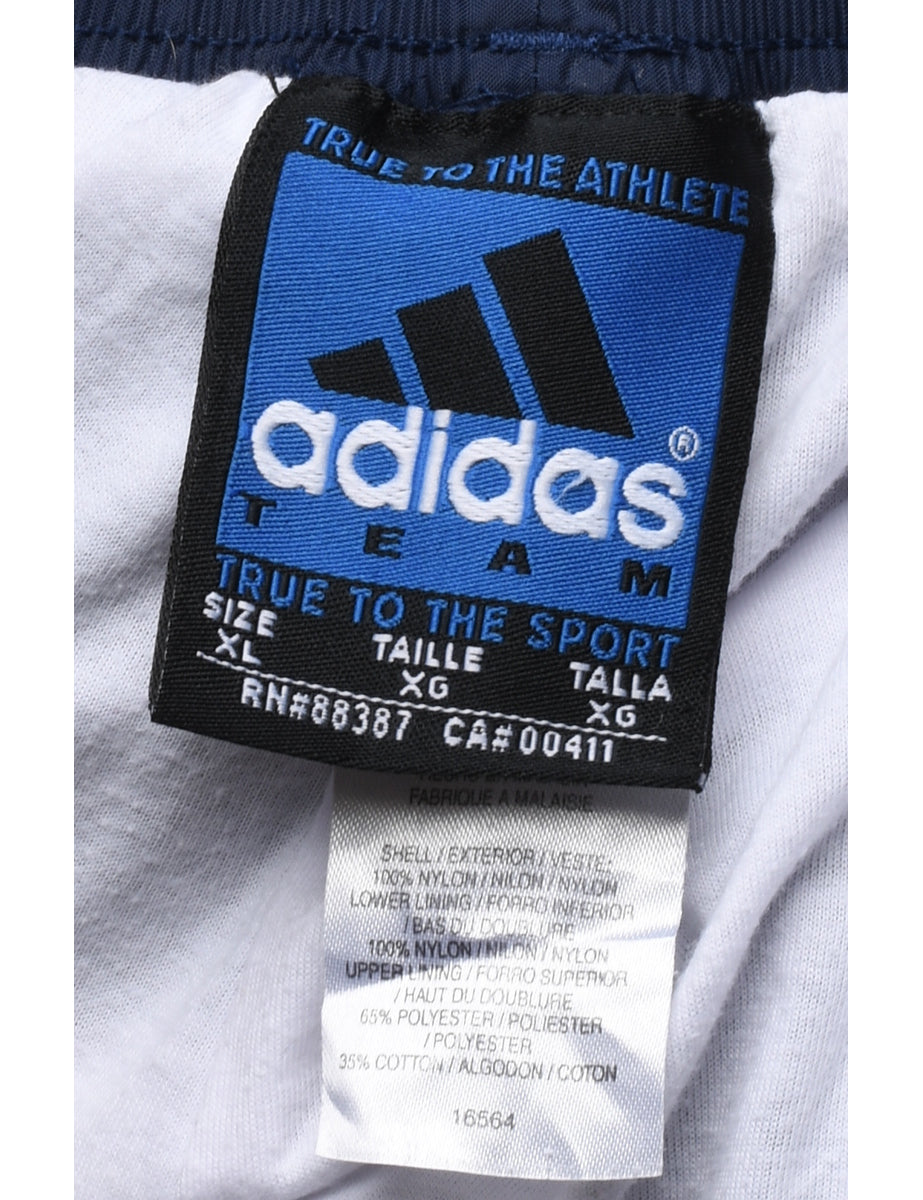 TRUE TO THE ATHLETE
adidas®
TEAM
TRUE TO THE SPORT
SIZE TAILLE TALLA
XL XG XG
RN#88387 CA#00411
FABRIQUE A MALAISIE
SHELL / EXTERIOR / VESTE:
100% NYLON / NILON / NYLON
LOWER LINING / FORRO INFERIOR
/ BAS DU DOUBLURE
100% NYLON / NILON / NYLON
UPPER LINING / FORRO SUPERIOR
/ HAUT DU DOUBLURE
65% POLYESTER / POLIESTER
/ POLYESTER
35% COTTON / ALGODON / COTON
16564